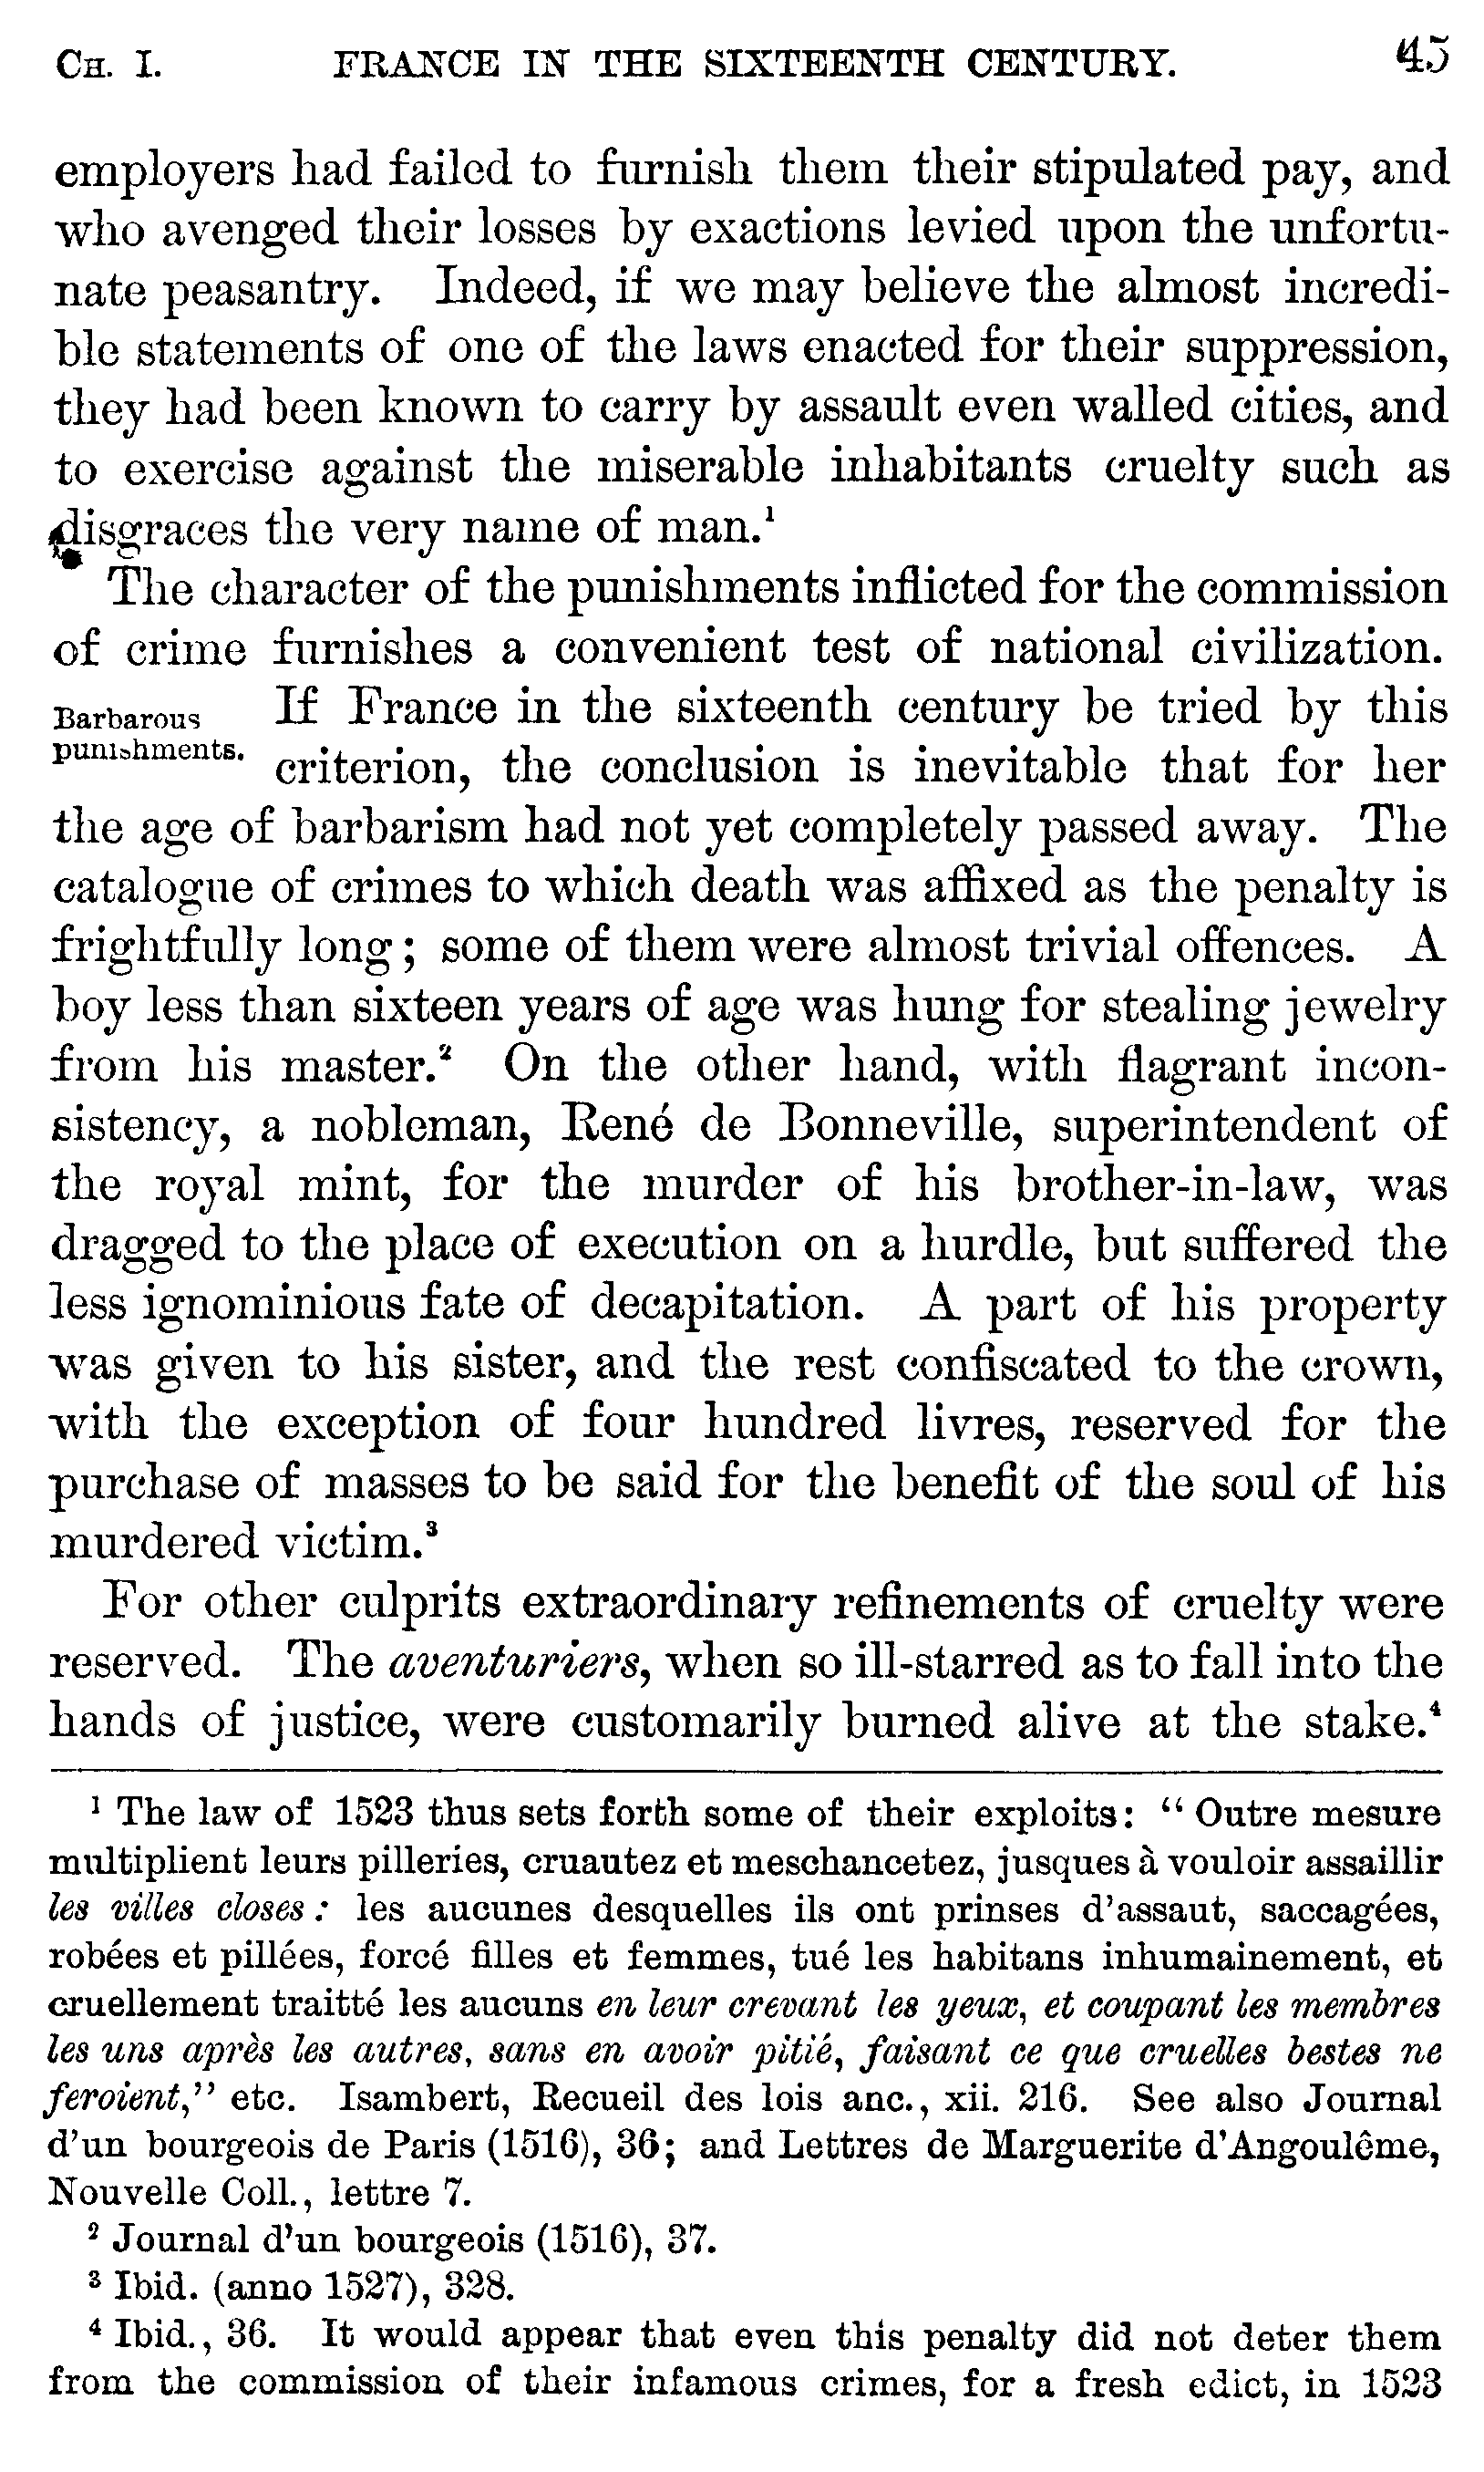 CH. I. FRANCE IN THE SIXTEENTH CENTURY. 45
employers had failed to furnish them their stipulated pay, and
who avenged their losses by exactions levied upon the unfortu-
nate peasantry. Indeed, if we may believe the almost incredi-
ble statements of one of the laws enacted for their suppression,
they had been known to carry by assault even walled cities, and
to exercise against the miserable inhabitants cruelty such as
disgraces the very name of man.¹
The character of the punishments inflicted for the commission
of crime furnishes a convenient test of national civilization.
Barbarous
punishments.
If France in the sixteenth century be tried by this
criterion, the conclusion is inevitable that for her
the age of barbarism had not yet completely passed away. The
catalogue of crimes to which death was affixed as the penalty is
frightfully long; some of them were almost trivial offences. A
boy less than sixteen years of age was hung for stealing jewelry
from his master.² On the other hand, with flagrant incon-
sistency, a nobleman, René de Bonneville, superintendent of
the royal mint, for the murder of his brother-in-law, was
dragged to the place of execution on a hurdle, but suffered the
less ignominious fate of decapitation. A part of his property
was given to his sister, and the rest confiscated to the crown,
with the exception of four hundred livres, reserved for the
purchase of masses to be said for the benefit of the soul of his
murdered victim.³
For other culprits extraordinary refinements of cruelty were
reserved. The aventuriers, when so ill-starred as to fall into the
hands of justice, were customarily burned alive at the stake.⁴
¹ The law of 1523 thus sets forth some of their exploits: "Outre mesure
multiplient leurs pilleries, cruautez et meschancetez, jusques à vouloir assaillir
les villes closes: les aucunes desquelles ils ont prinses d'assaut, saccagées,
robées et pillées, forcé filles et femmes, tué les habitans inhumainement, et
cruellement traitté les aucuns en leur crevant les yeux, et coupant les membres
les uns après les autres, sans en avoir pitié, faisant ce que cruelles bestes ne
feroient," etc. Isambert, Recueil des lois anc., xii. 216. See also Journal
d'un bourgeois de Paris (1516), 36; and Lettres de Marguerite d'Angoulême,
Nouvelle Coll., lettre 7.
² Journal d'un bourgeois (1516), 37.
³ Ibid. (anno 1527), 328.
⁴ Ibid., 36. It would appear that even this penalty did not deter them
from the commission of their infamous crimes, for a fresh edict, in 1523